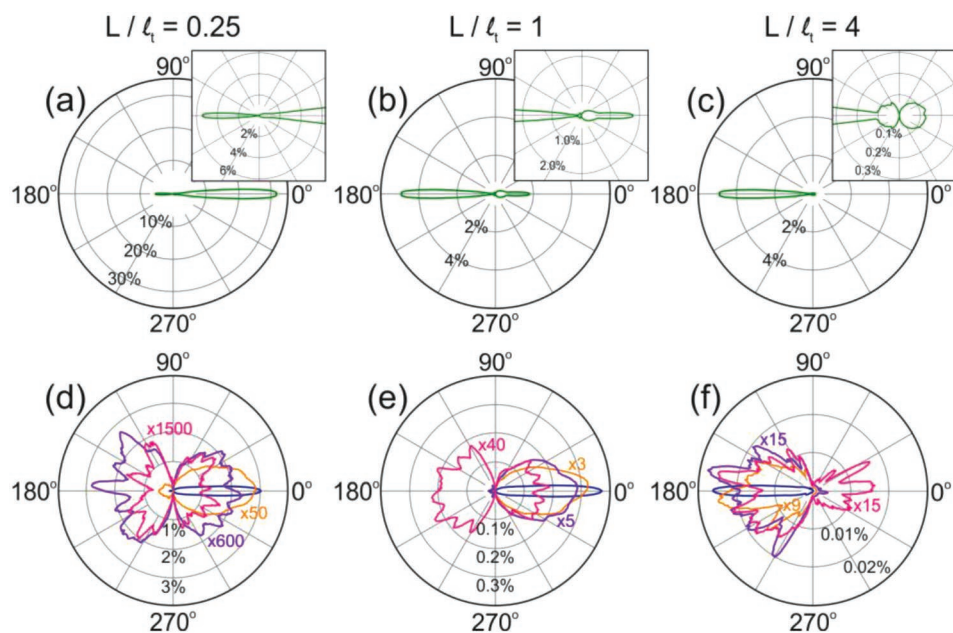 L / ℓt = 0.25
L / ℓt = 1
L / ℓt = 4
(a)
90°
180°
0°
270°
10%
20%
30%
2%
4%
6%
(b)
90°
180°
0°
270°
2%
4%
1.0%
2.0%
(c)
90°
180°
0°
270°
2%
4%
0.1%
0.2%
0.3%
(d)
90°
180°
0°
270°
x1500
x50
x600
1%
2%
3%
(e)
90°
180°
0°
270°
x40
x3
x5
0.1%
0.2%
0.3%
(f)
90°
180°
0°
270°
x15
x9
x15
0.01%
0.02%